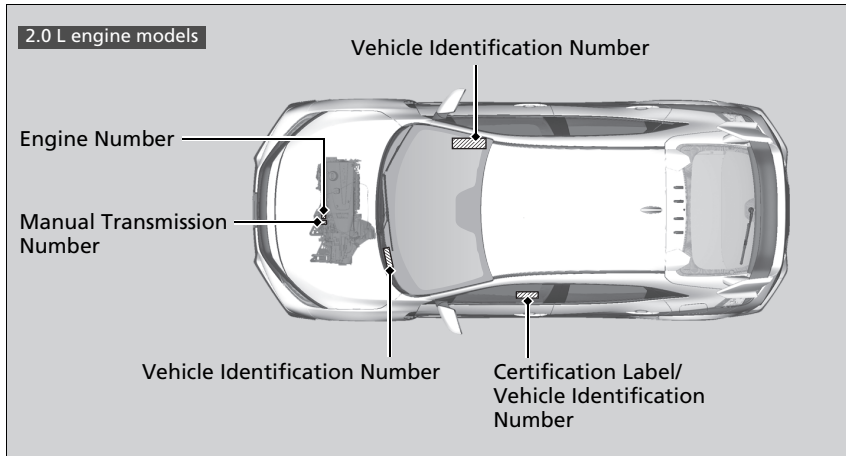 2.0 L engine models
Vehicle Identification Number
Engine Number
Manual Transmission
Number
Vehicle Identification Number
Certification Label/
Vehicle Identification
Number